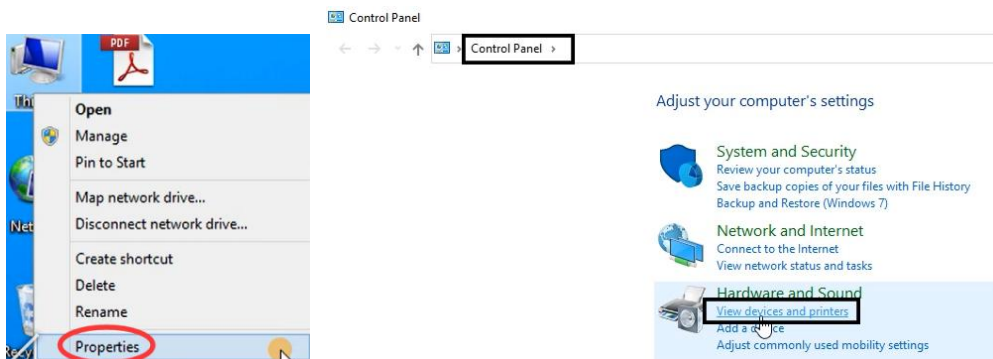 PDF
Open
Manage
Pin to Start
Map network drive...
Disconnect network drive...
Create shortcut
Delete
Rename
Properties
Control Panel
Control Panel
Adjust your computer's settings
System and Security
Review your computer's status
Save backup copies of your files with File History
Backup and Restore (Windows 7)
Network and Internet
Connect to the Internet
View network status and tasks
Hardware and Sound
View devices and printers
Add a
Adjust commonly used mobility settings